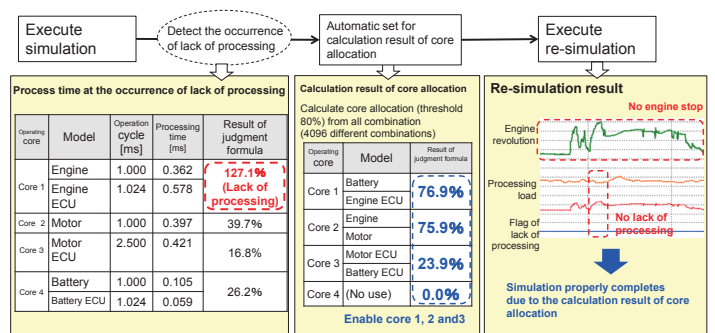 Execute
simulation
Detect the occurrence
of lack of processing
Automatic set for
calculation result of core
allocation
Execute
re-simulation
Process time at the occurrence of lack of processing
Operating
core
Model
Operation
cycle
[ms]
Processing
time
[ms]
Result of
judgment
formula
Core 1
Engine
1.000
0.362
127.1%
(Lack of
processing)
Engine
ECU
1.024
0.578
Core 2
Motor
1.000
0.397
39.7%
Core 3
Motor
ECU
2.500
0.421
16.8%
Core 4
Battery
1.000
0.105
26.2%
Battery ECU
1.024
0.059
Calculation result of core allocation
Calculate core allocation (threshold
80%) from all combination
(4096 different combinations)
Operating
core
Model
Result of
judgment formula
Core 1
Battery
Engine ECU
76.9%
Core 2
Engine
Motor
75.9%
Core 3
Motor ECU
Battery ECU
23.9%
Core 4
(No use)
0.0%
Enable core 1, 2 and3
Re-simulation result
No engine stop
Engine
revolution
Processing
load
Flag of
lack of
processing
No lack of
processing
Simulation properly completes
due to the calculation result of core
allocation